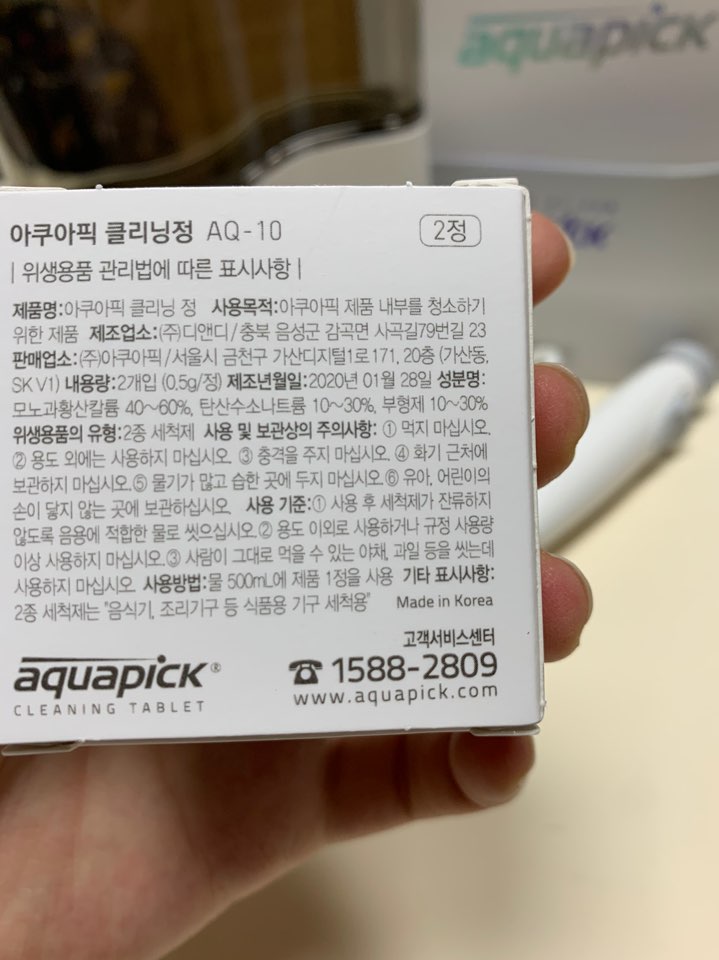 aquapick
아쿠아픽 클리닝정 AQ-10 2정
| 위생용품 관리법에 따른 표시사항 |
제품명:아쿠아픽 클리닝 정 사용목적:아쿠아픽 제품 내부를 청소하기
위한 제품 제조업소:(주)디앤디/충북 음성군 감곡면 사곡길79번길 23
판매업소:(주)아쿠아픽/서울시 금천구 가산디지털1로 171, 20층 (가산동,
SK V1) 내용량:2개입 (0.5g/정) 제조년월일:2020년 01월 28일 성분명:
모노과황산칼륨 40~60%, 탄산수소나트륨 10~30%, 부형제 10~30%
위생용품의 유형:2종 세척제 사용 및 보관상의 주의사항: ① 먹지 마십시오.
② 용도 외에는 사용하지 마십시오. ③ 충격을 주지 마십시오. ④ 화기 근처에
보관하지 마십시오.⑤ 물기가 많고 습한 곳에 두지 마십시오.⑥ 유아, 어린이의
손이 닿지 않는 곳에 보관하십시오. 사용 기준:① 사용 후 세척제가 잔류하지
않도록 음용에 적합한 물로 씻으십시오.② 용도 이외로 사용하거나 규정 사용량
이상 사용하지 마십시오.③ 사람이 그대로 먹을 수 있는 야채, 과일 등을 씻는데
사용하지 마십시오. 사용방법:물 500mL에 제품 1정을 사용 기타 표시사항:
2종 세척제는 "음식기, 조리기구 등 식품용 기구 세척용" Made in Korea
고객서비스센터
aquapick® ☎ 1588-2809
CLEANING TABLET www.aquapick.com